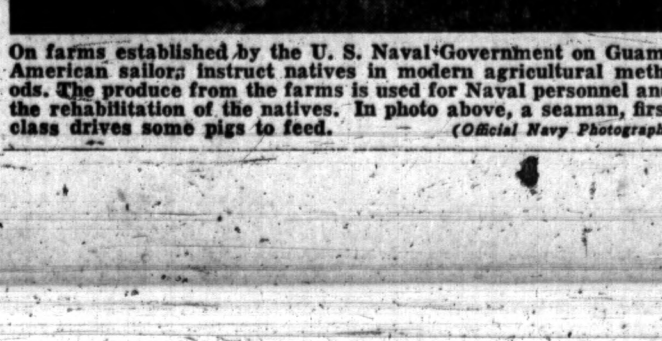 On farms established by the U. S. Naval Government on Guam
American sailors instruct natives in modern agricultural meth
ods. The produce from the farms is used for Naval personnel an
the rehabilitation of the natives. In photo above, a seaman, firs
class drives some pigs to feed. (Official Navy Photograph